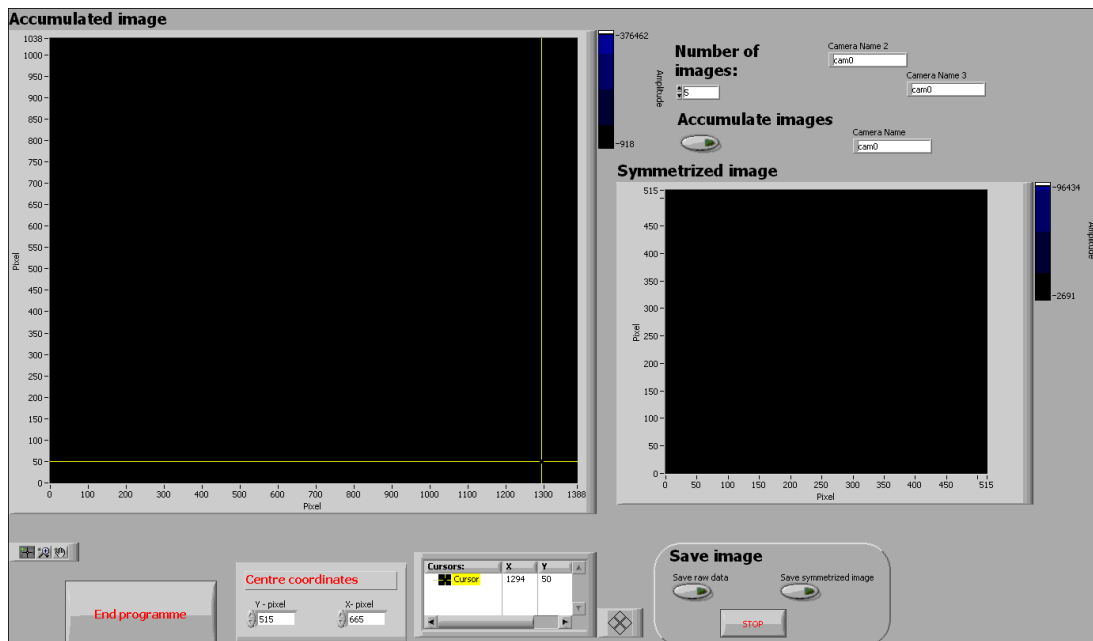 Accumulated image
1038
1000
950
900
850
800
750
700
650
600
550
500
450
400
350
300
250
200
150
100
50
0
Pixel
0
100
200
300
400
500
600
700
800
900
1000
1100
1200
1300
1388
Pixel
376462
918
Amplitude
Number of
images:
5
Camera Name 2
cam0
Camera Name 3
cam0
Accumulate images
Camera Name
cam0
Symmetrized image
515
450
400
350
300
250
200
150
100
50
0
Pixel
0
50
100
150
200
250
300
350
400
450
515
Pixel
96434
2691
Amplitude
End programme
Centre coordinates
Y - pixel
515
X- pixel
665
Cursors: X Y
Cursor 1294 50
Save image
Save raw data
Save symmetrized image
STOP